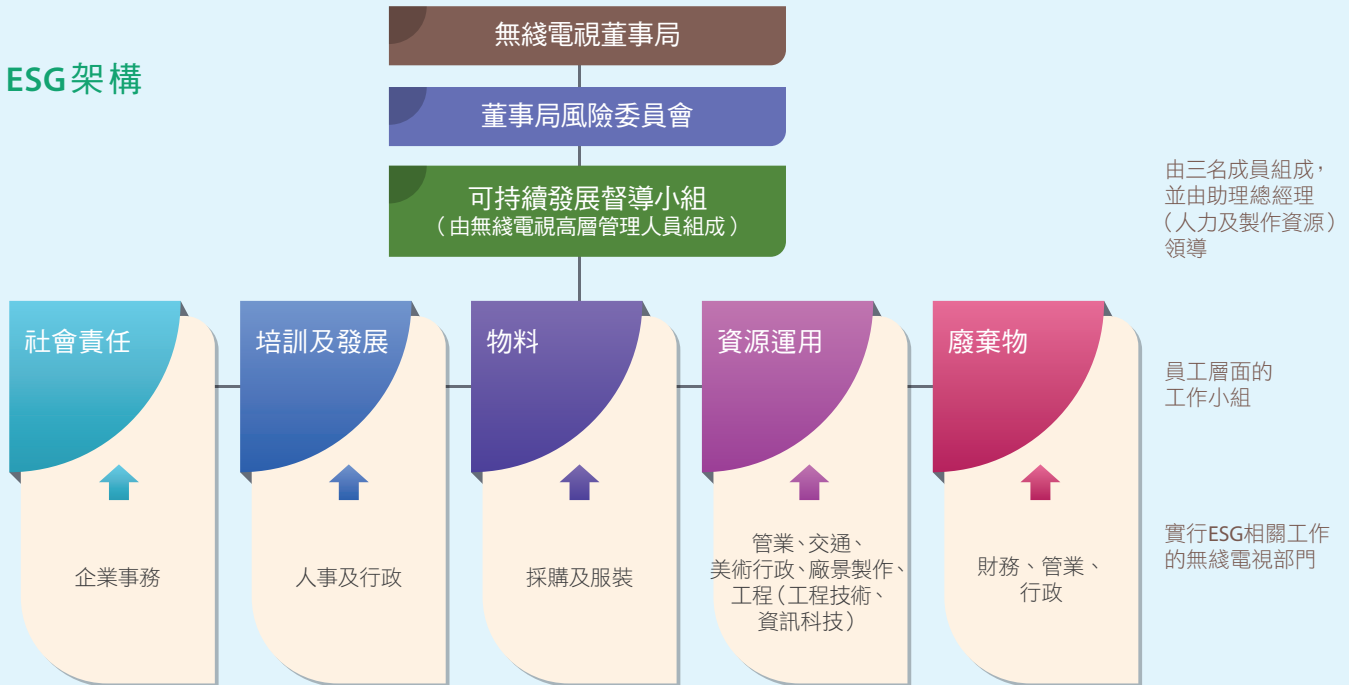 ESG架構
無綫電視董事局
董事局風險委員會
可持續發展督導小組
（由無綫電視高層管理人員組成）
由三名成員組成，
並由助理總經理
（人力及製作資源）
領導
社會責任
培訓及發展
物料
資源運用
廢棄物
員工層面的
工作小組
企業事務
人事及行政
採購及服裝
管業、交通、
美術行政、廠景製作、
工程（工程技術、
資訊科技）
財務、管業、
行政
實行ESG相關工作
的無綫電視部門